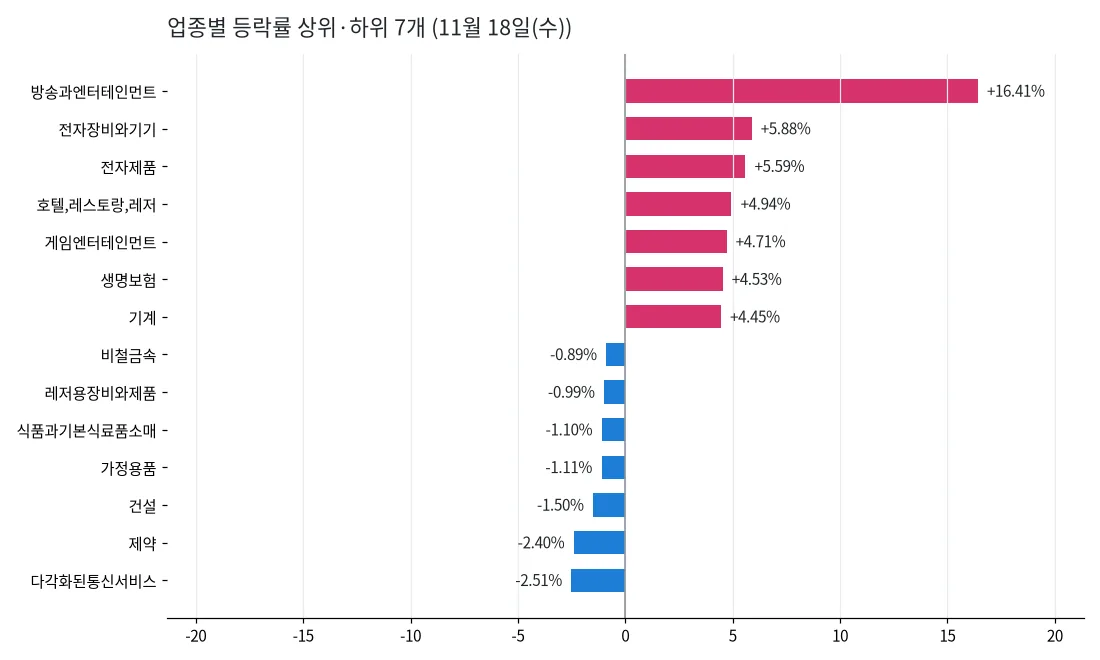 업종별 등락률 상위·하위 7개 (11월 18일(수))
방송과엔터테인먼트 +16.41%
전자장비와기기 +5.88%
전자제품 +5.59%
호텔,레스토랑,레저 +4.94%
게임엔터테인먼트 +4.71%
생명보험 +4.53%
기계 +4.45%
비철금속 -0.89%
레저용장비와제품 -0.99%
식품과기본식료품소매 -1.10%
가정용품 -1.11%
건설 -1.50%
제약 -2.40%
다각화된통신서비스 -2.51%
-20 -15 -10 -5 0 5 10 15 20